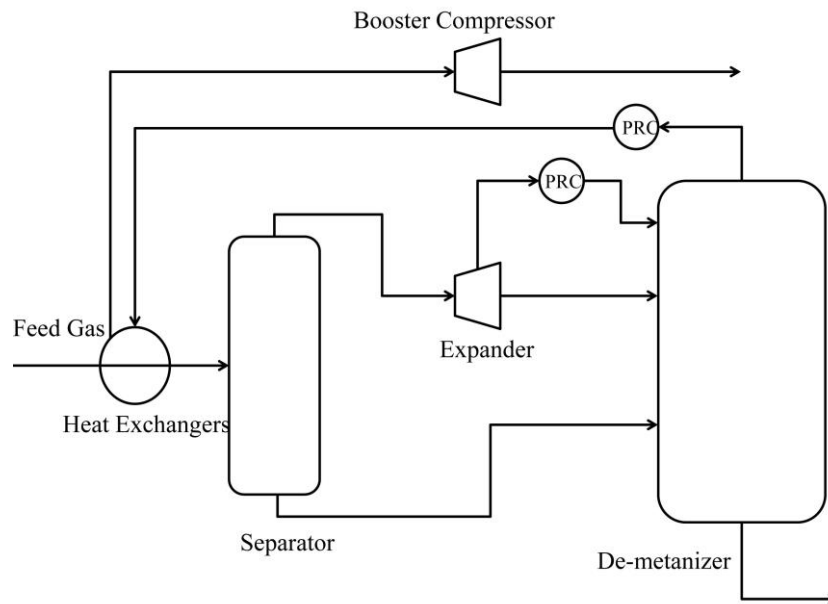 Booster Compressor
PRC
PRC
Feed Gas
Expander
Heat Exchangers
Separator
De-metanizer